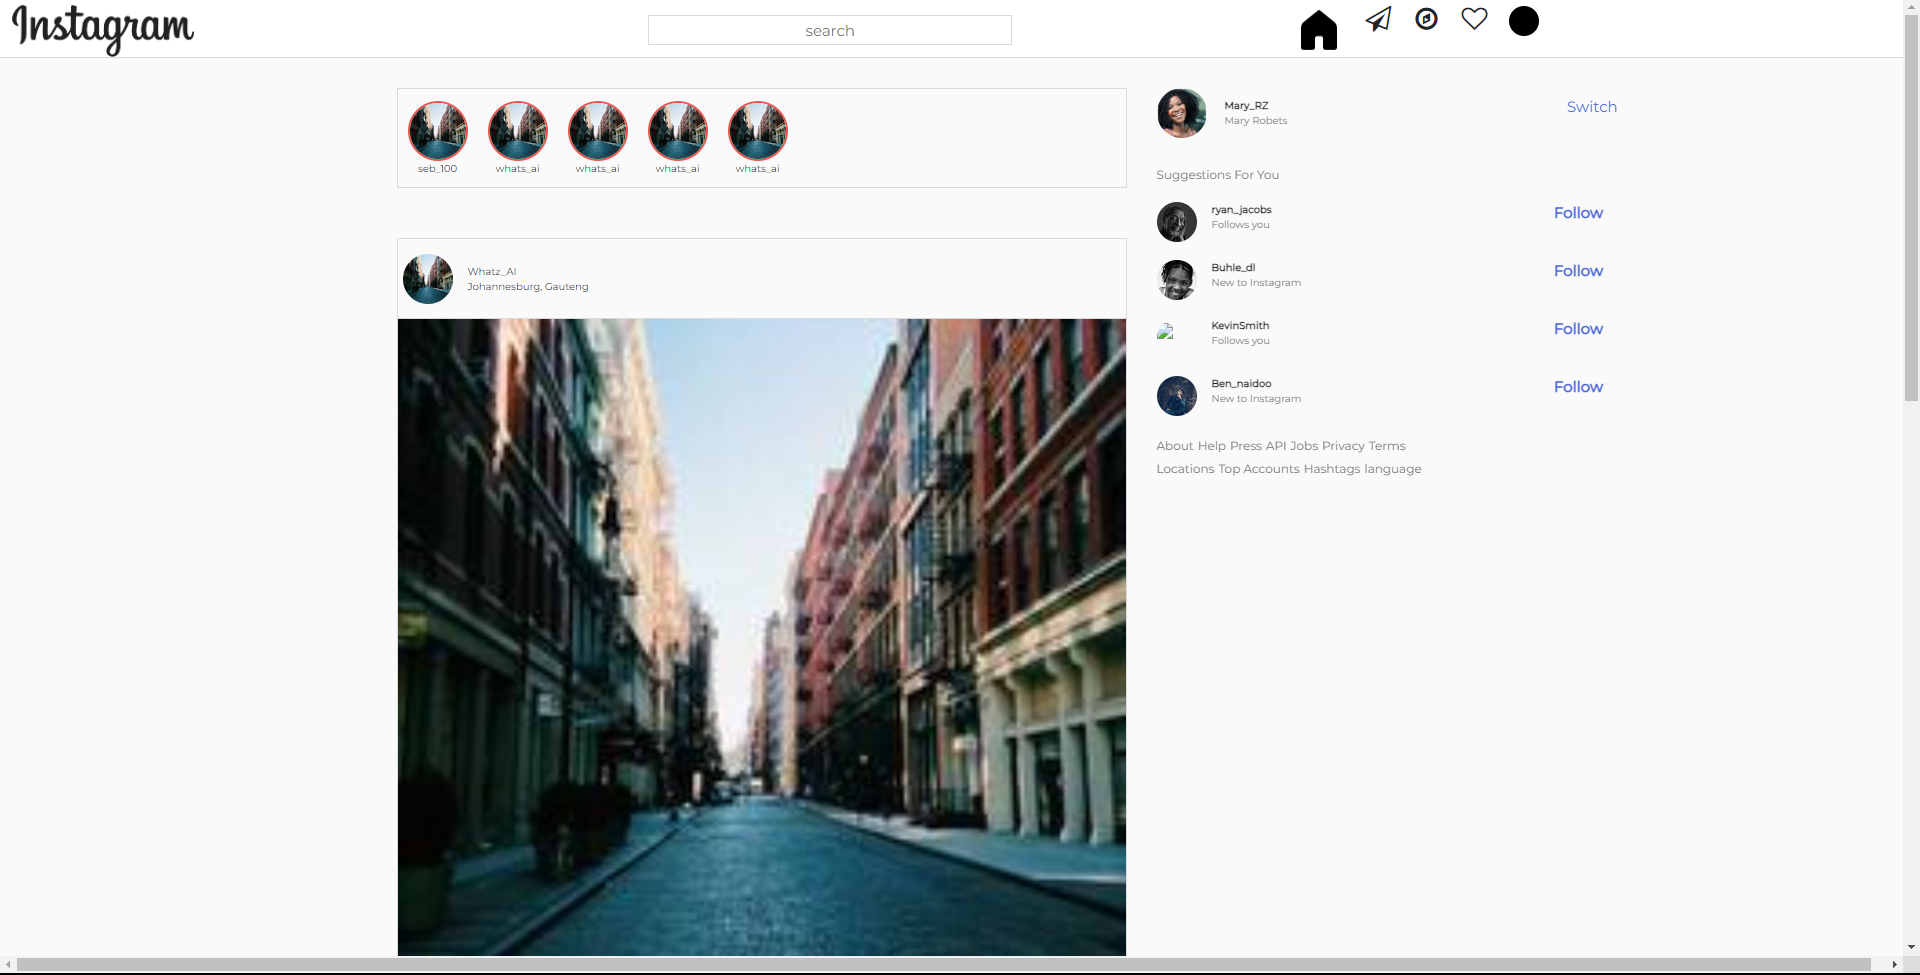 Instagram
search
seb_100
whats_ai
whats_ai
whats_ai
whats_ai
Whatz_AI
Johannesburg, Gauteng
Mary_RZ
Mary Robets
Switch
Suggestions For You
ryan_jacobs
Follows you
Follow
Buhle_dl
New to Instagram
Follow
KevinSmith
Follows you
Follow
Ben_naidoo
New to Instagram
Follow
About Help Press API Jobs Privacy Terms
Locations Top Accounts Hashtags language